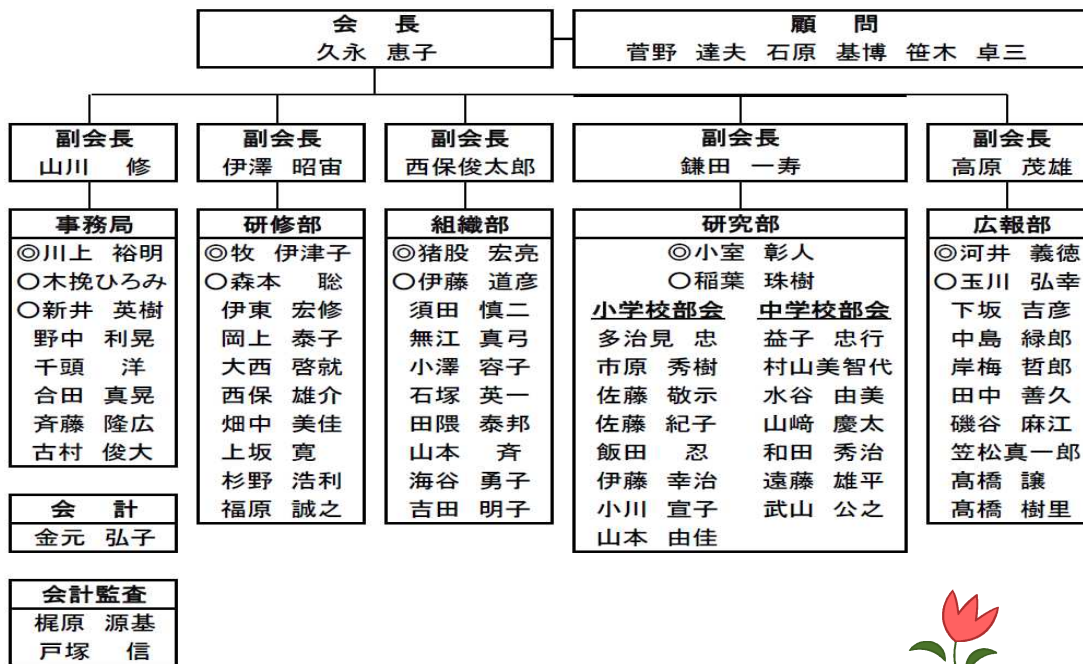 会 長
久永 恵子
顧 問
菅野 達夫 石原 基博 笹木 卓三
副会長
山川 修
副会長
伊澤 昭宙
副会長
西保俊太郎
副会長
鎌田 一寿
副会長
高原 茂雄
事務局
◎川上 裕明
○木挽ひろみ
○新井 英樹
野中 利晃
千頭 洋
合田 真晃
斉藤 隆広
古村 俊大
会 計
金元 弘子
会計監査
梶原 源基
戸塚 信
研修部
◎牧 伊津子
○森本 聡
伊東 宏修
岡上 泰子
大西 啓就
西保 雄介
畑中 美佳
上坂 寛
杉野 浩利
福原 誠之
組織部
◎猪股 宏亮
○伊藤 道彦
須田 慎二
無江 真弓
小澤 容子
石塚 英一
田隈 泰邦
山本 斉
海谷 勇子
吉田 明子
研究部
◎小室 彰人
○稲葉 珠樹
小学校部会
多治見 忠
市原 秀樹
佐藤 敬示
佐藤 紀子
飯田 忍
伊藤 幸治
小川 宣子
山本 由佳
中学校部会
益子 忠行
村山美智代
水谷 由美
山﨑 慶太
和田 秀治
遠藤 雄平
武山 公之
広報部
◎河井 義徳
○玉川 弘幸
下坂 吉彦
中島 緑郎
岸梅 哲郎
田中 善久
磯谷 麻江
笠松真一郎
髙橋 譲
髙橋 樹里